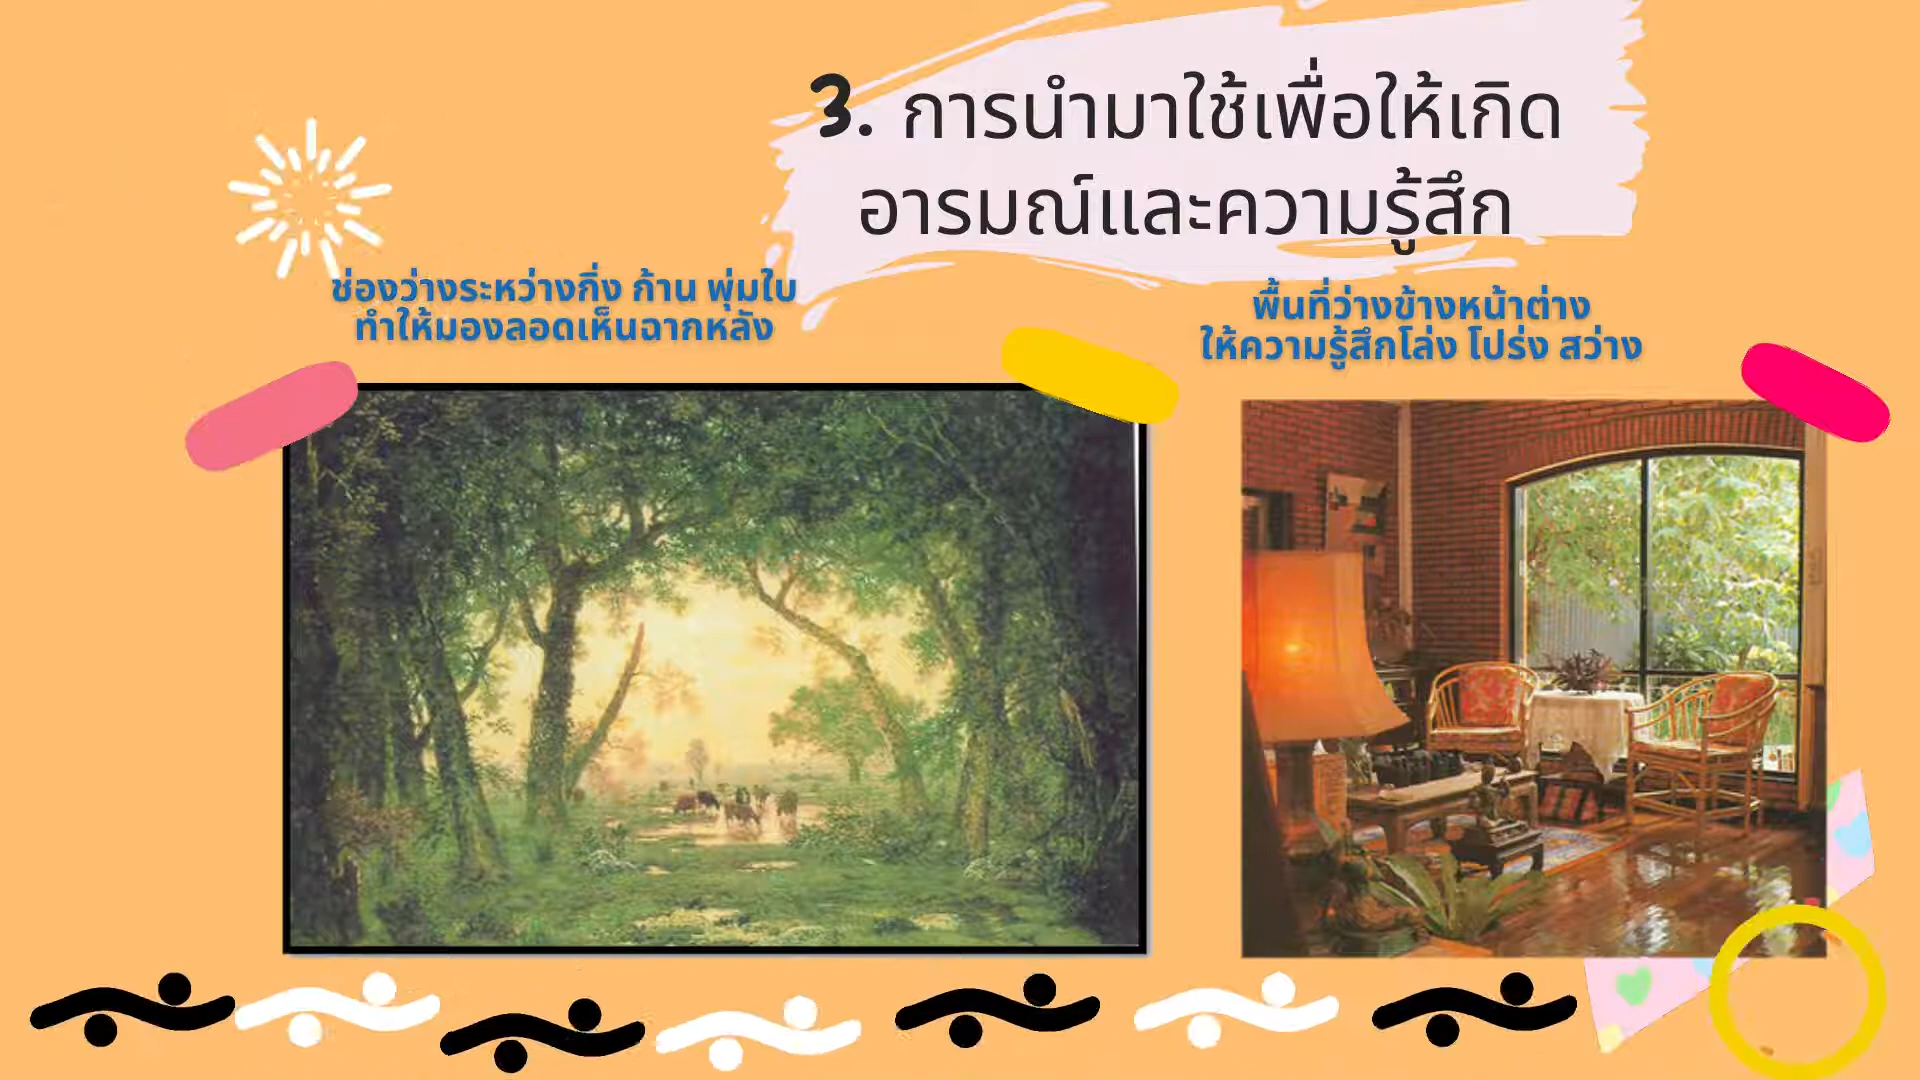 3. การนำมาใช้เพื่อให้เกิด
อารมณ์และความรู้สึก
ช่องว่างระหว่างกิ่ง ก้าน พุ่มใบ
ทำให้มองลอดเห็นฉากหลัง
พื้นที่ว่างข้างหน้าต่าง
ให้ความรู้สึกโล่ง โปร่ง สว่าง